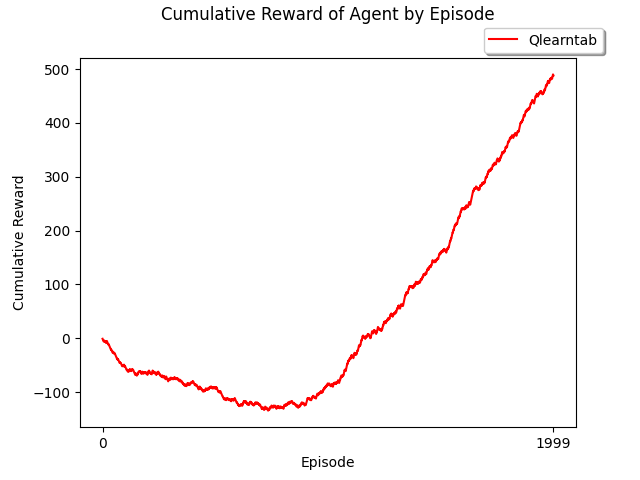 Cumulative Reward of Agent by Episode
Qlearntab
500
400
300
200
100
0
−100
Cumulative Reward
0 1999
Episode